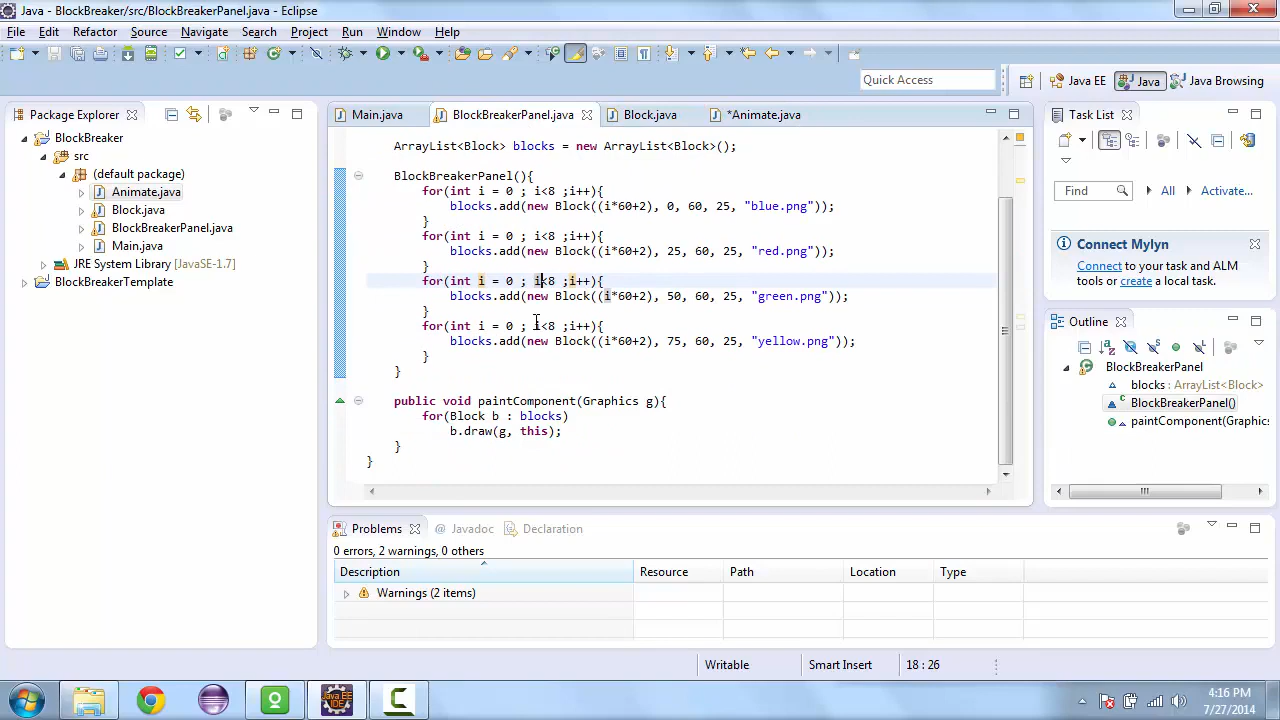 Java - BlockBreaker/src/BlockBreakerPanel.java - Eclipse
File Edit Refactor Source Navigate Search Project Run Window Help
Quick Access
Java EE
Java
Java Browsing
Package Explorer
BlockBreaker
src
(default package)
Animate.java
Block.java
BlockBreakerPanel.java
Main.java
JRE System Library [JavaSE-1.7]
BlockBreakerTemplate
Main.java
BlockBreakerPanel.java
Block.java
*Animate.java
ArrayList<Block> blocks = new ArrayList<Block>();
BlockBreakerPanel(){
for(int i = 0 ; i<8 ;i++){
blocks.add(new Block((i*60+2), 0, 60, 25, "blue.png"));
}
for(int i = 0 ; i<8 ;i++){
blocks.add(new Block((i*60+2), 25, 60, 25, "red.png"));
}
for(int i = 0 ; i<8 ;i++){
blocks.add(new Block((i*60+2), 50, 60, 25, "green.png"));
}
for(int i = 0 ; i<8 ;i++){
blocks.add(new Block((i*60+2), 75, 60, 25, "yellow.png"));
}
}
public void paintComponent(Graphics g){
for(Block b : blocks)
b.draw(g, this);
}
}
Task List
Find
All
Activate...
Connect Mylyn
Connect to your task and ALM
tools or create a local task.
Outline
BlockBreakerPanel
blocks : ArrayList<Block>
BlockBreakerPanel()
paintComponent(Graphics
Problems
@ Javadoc
Declaration
0 errors, 2 warnings, 0 others
Description Resource Path Location Type
Warnings (2 items)
Writable
Smart Insert
18 : 26
Java EE
IDE
4:16 PM
7/27/2014